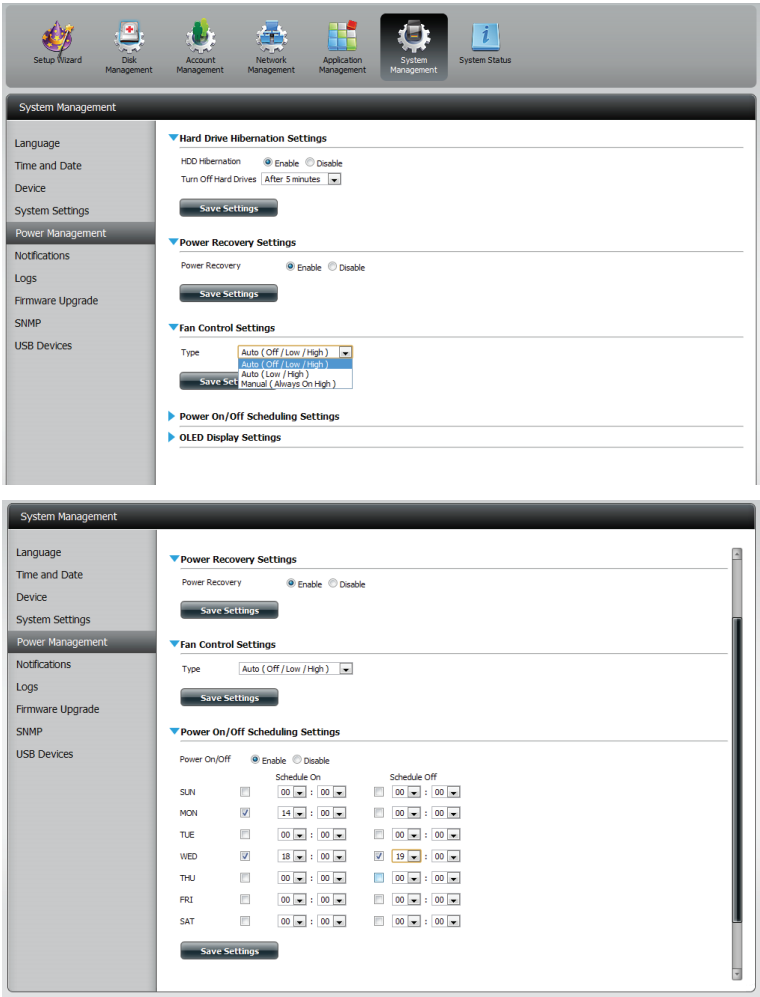 Setup Wizard
Disk Management
Account Management
Network Management
Application Management
System Management
System Status
System Management
Language
Time and Date
Device
System Settings
Power Management
Notifications
Logs
Firmware Upgrade
SNMP
USB Devices
Hard Drive Hibernation Settings
HDD Hibernation Enable Disable
Turn Off Hard Drives After 5 minutes
Save Settings
Power Recovery Settings
Power Recovery Enable Disable
Save Settings
Fan Control Settings
Type Auto ( Off / Low / High )
Auto ( Off / Low / High )
Auto ( Low / High )
Save Set Manual ( Always On High )
Power On/Off Scheduling Settings
OLED Display Settings
System Management
Language
Time and Date
Device
System Settings
Power Management
Notifications
Logs
Firmware Upgrade
SNMP
USB Devices
Power Recovery Settings
Power Recovery Enable Disable
Save Settings
Fan Control Settings
Type Auto ( Off / Low / High )
Save Settings
Power On/Off Scheduling Settings
Power On/Off Enable Disable
Schedule On Schedule Off
SUN 00 : 00 00 : 00
MON 14 : 00 00 : 00
TUE 00 : 00 00 : 00
WED 18 : 00 19 : 00
THU 00 : 00 00 : 00
FRI 00 : 00 00 : 00
SAT 00 : 00 00 : 00
Save Settings